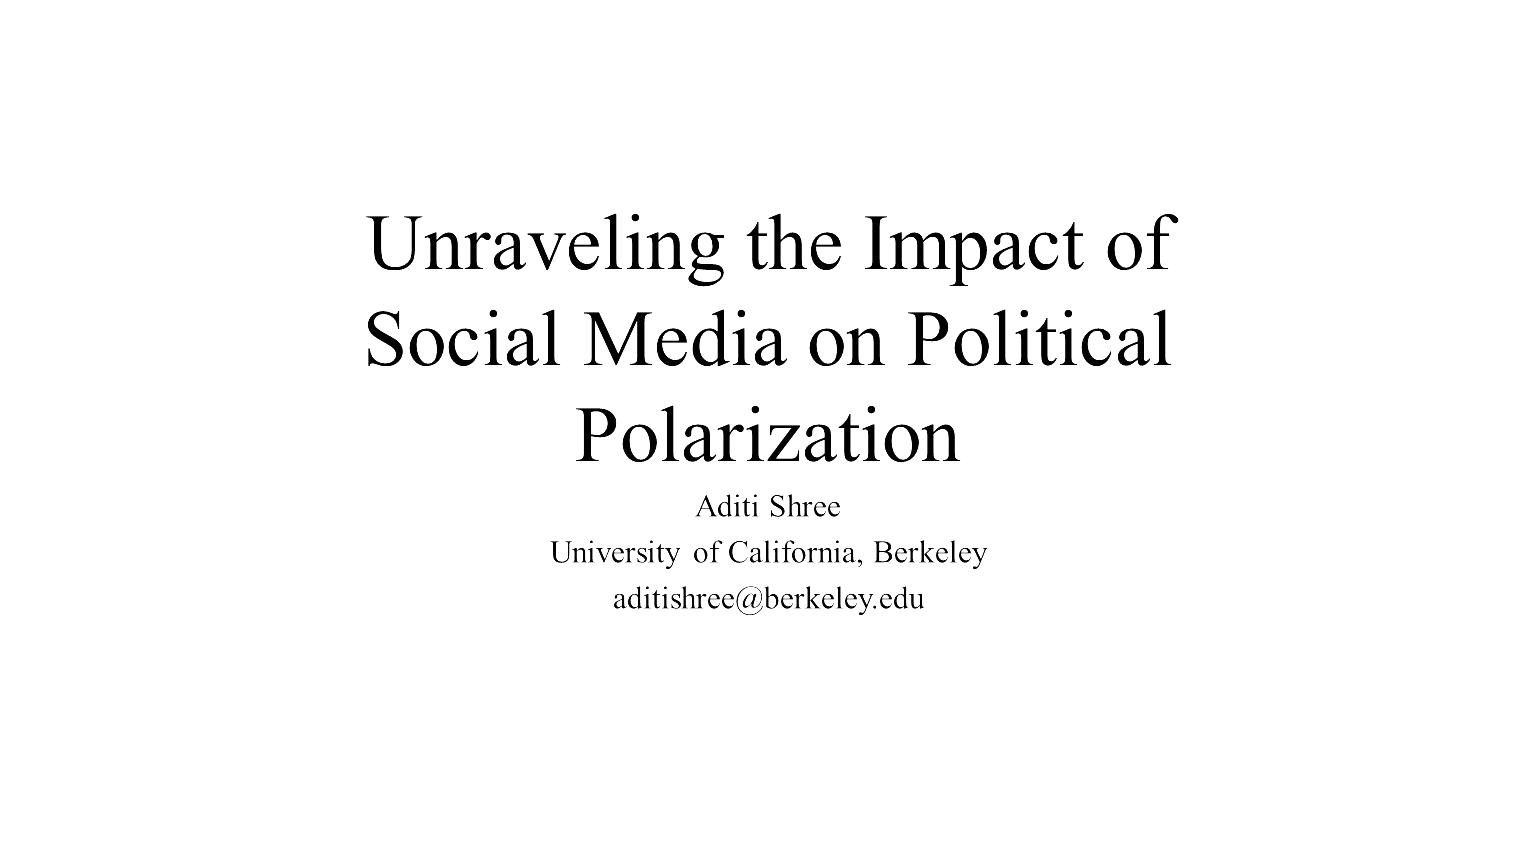 Unraveling the Impact of
Social Media on Political
Polarization
Aditi Shree
University of California, Berkeley
aditishree@berkeley.edu